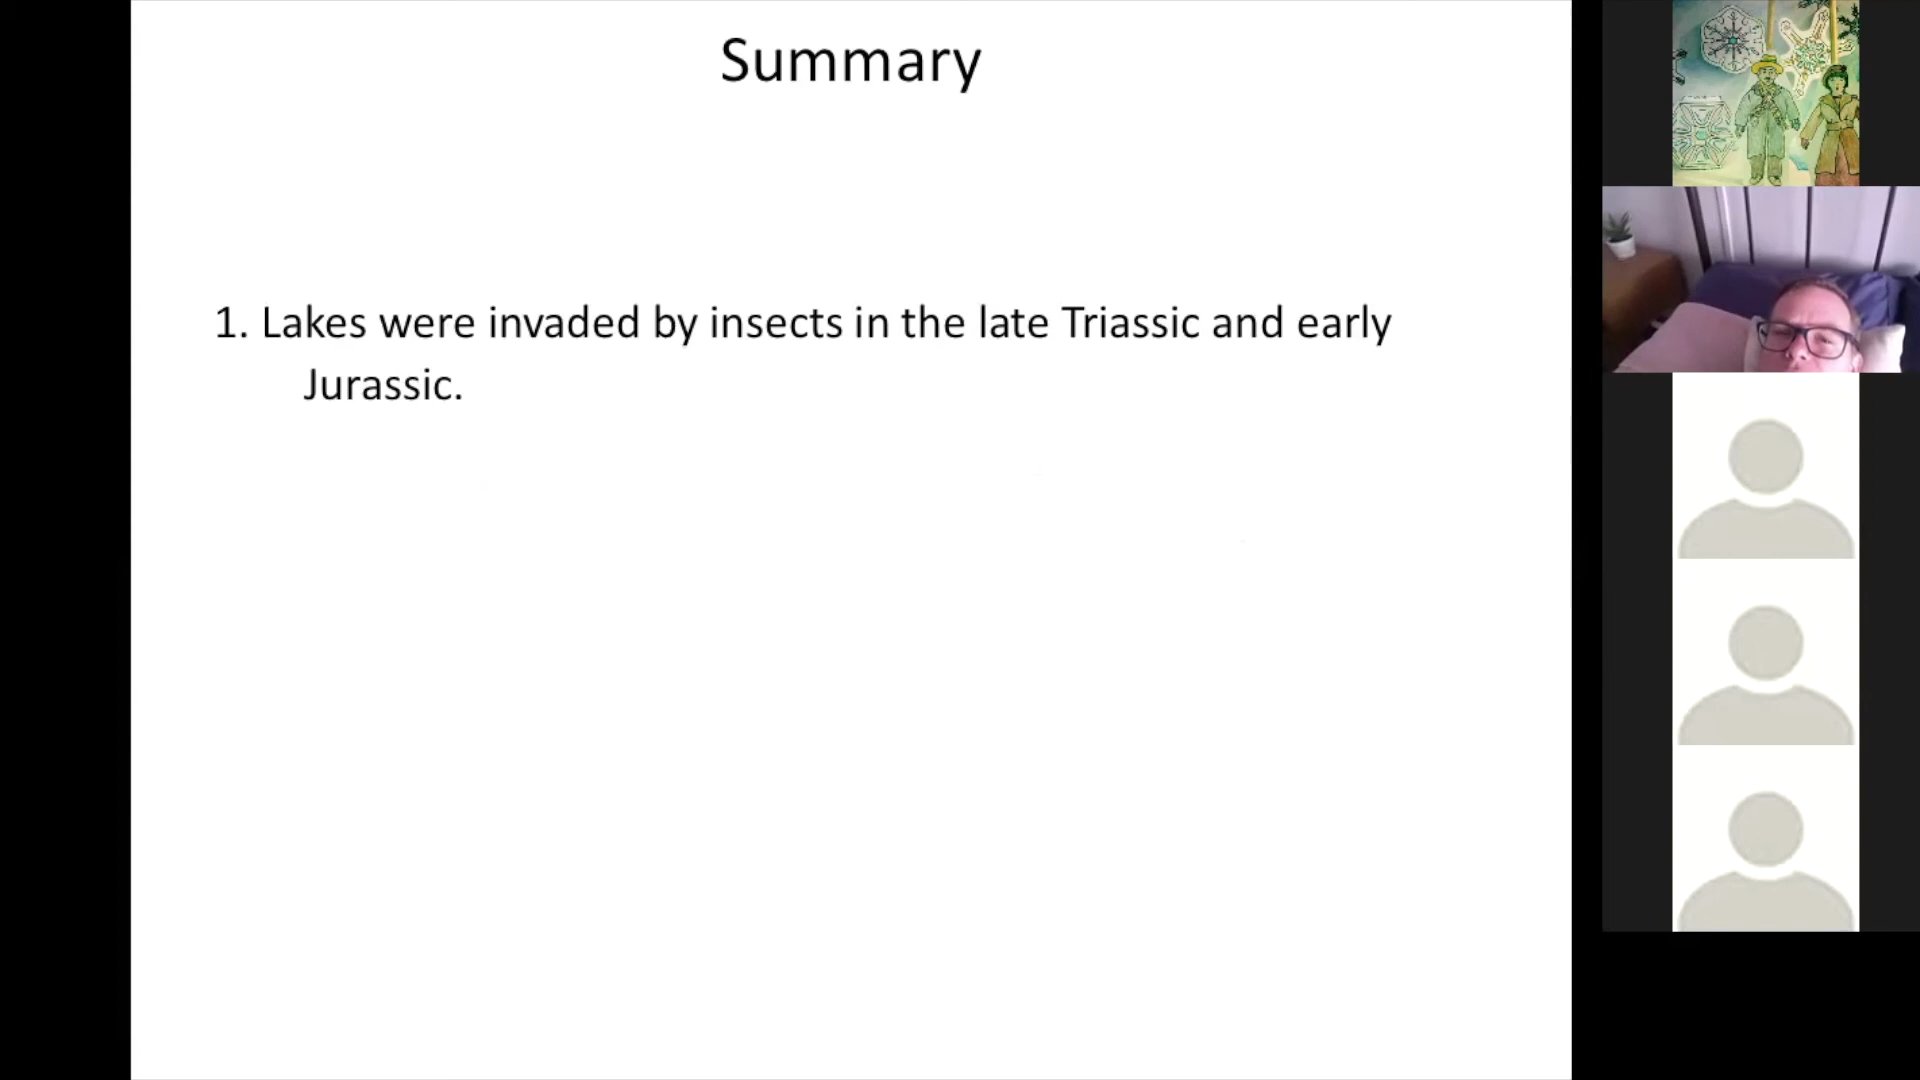 Summary
1. Lakes were invaded by insects in the late Triassic and early
Jurassic.